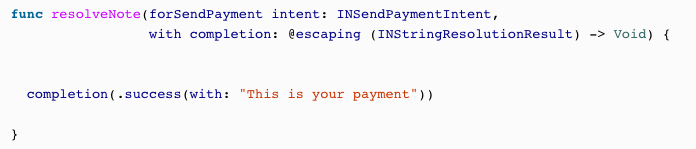 func resolveNote(forSendPayment intent: INSendPaymentIntent,
with completion: @escaping (INStringResolutionResult) -> Void) {
completion(.success(with: "This is your payment"))
}